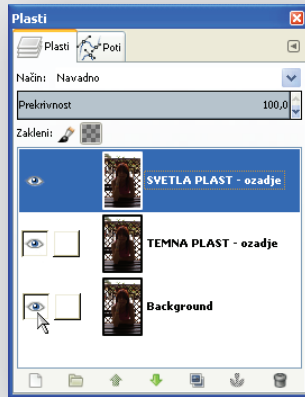 Plasti
Plasti Poti
Način: Navadno
Prekrivnost 100,0
Zakleni:
SVETLA PLAST - ozadje
TEMNA PLAST - ozadje
Background